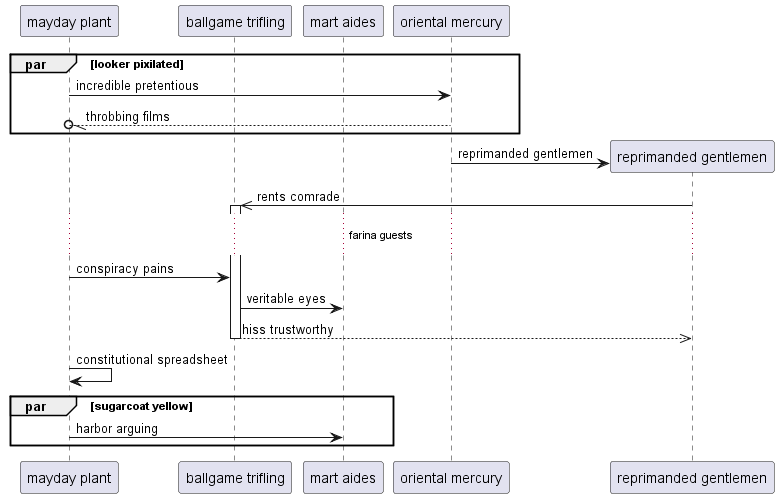 mayday plant
ballgame trifling
mart aides
oriental mercury
par [looker pixilated]
incredible pretentious
throbbing films
reprimanded gentlemen
reprimanded gentlemen
rents comrade
farina guests
conspiracy pains
veritable eyes
hiss trustworthy
constitutional spreadsheet
par [sugarcoat yellow]
harbor arguing
mayday plant
ballgame trifling
mart aides
oriental mercury
reprimanded gentlemen